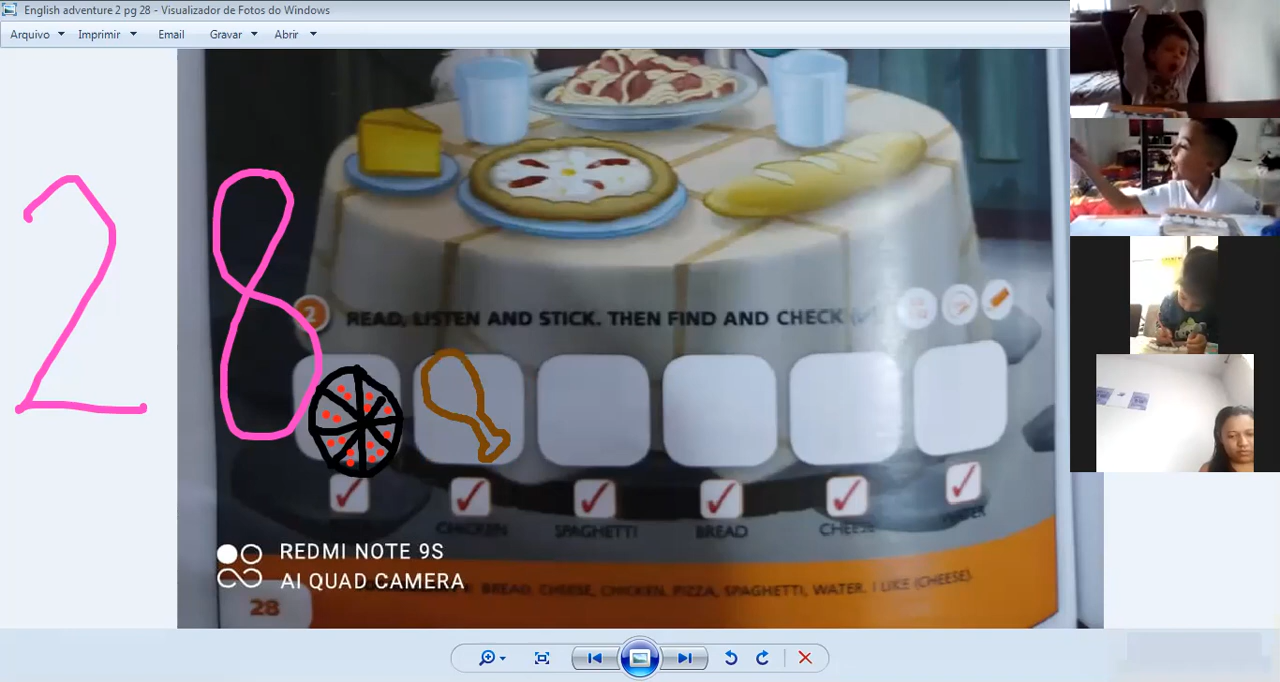 English adventure 2 pg 28 - Visualizador de Fotos do Windows
Arquivo Imprimir Email Gravar Abrir
28
2 READ, LISTEN AND STICK. THEN FIND AND CHECK (✓)
CHICKEN SPAGHETTI BREAD CHEESE WATER
REDMI NOTE 9S
AI QUAD CAMERA
BREAD, CHEESE, CHICKEN, PIZZA, SPAGHETTI, WATER. I LIKE (CHEESE).
28